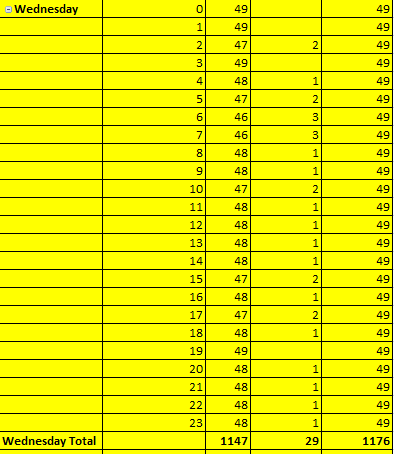 Wednesday 0 49 49
1 49 49
2 47 2 49
3 49 49
4 48 1 49
5 47 2 49
6 46 3 49
7 46 3 49
8 48 1 49
9 48 1 49
10 47 2 49
11 48 1 49
12 48 1 49
13 48 1 49
14 48 1 49
15 47 2 49
16 48 1 49
17 47 2 49
18 48 1 49
19 49 49
20 48 1 49
21 48 1 49
22 48 1 49
23 48 1 49
Wednesday Total 1147 29 1176